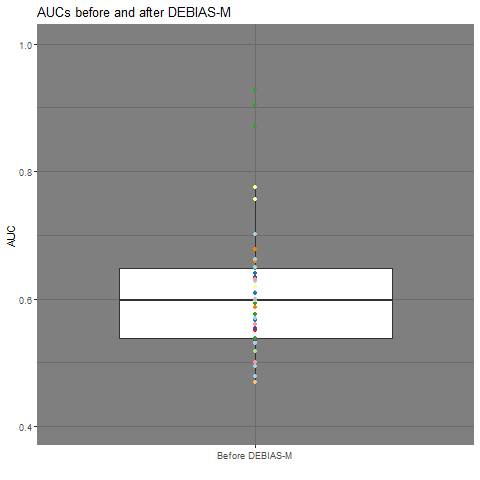 AUCs before and after DEBIAS-M
1.0
0.8
AUC
0.6
0.4
Before DEBIAS-M